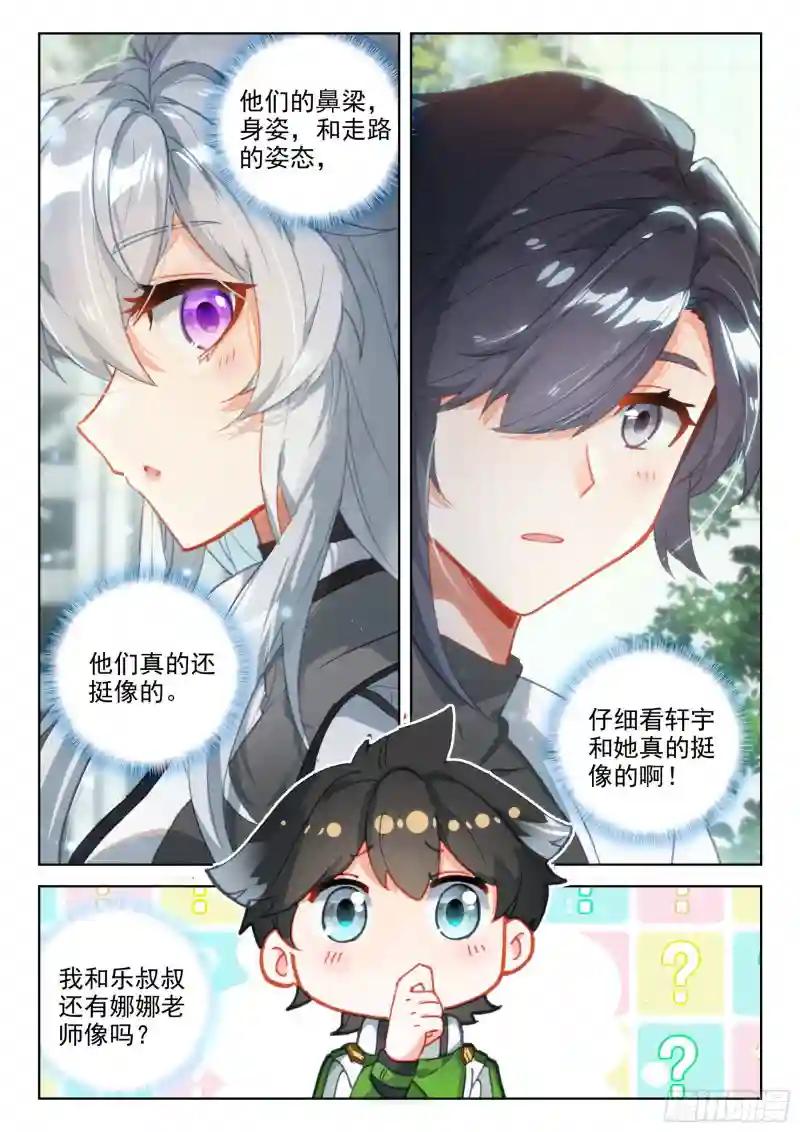 他们的鼻梁，
身姿，和走路
的姿态，
他们真的还
挺像的。
仔细看轩宇
和她真的挺
像的啊！
我和乐叔叔
还有娜娜老
师像吗？
?
?